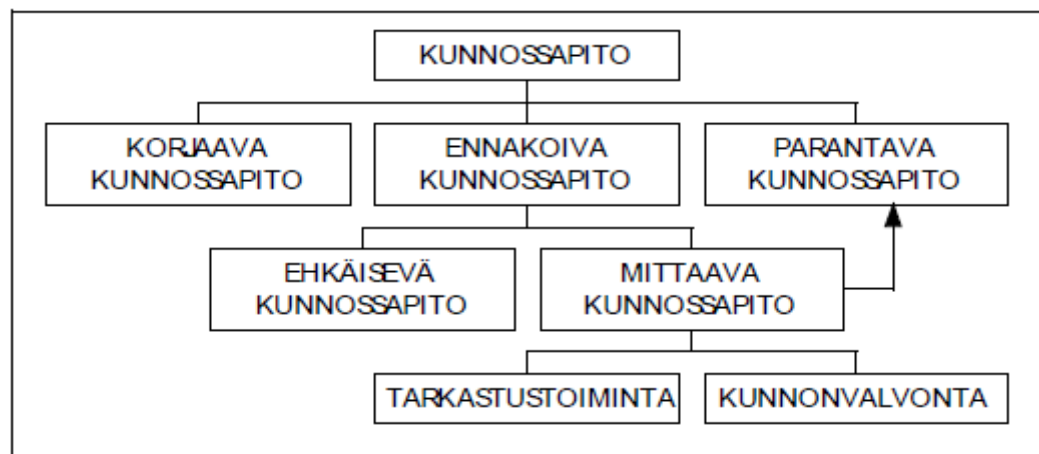 KUNNOSSAPITO
KORJAAVA
KUNNOSSAPITO
ENNAKOIVA
KUNNOSSAPITO
PARANTAVA
KUNNOSSAPITO
EHKÄISEVÄ
KUNNOSSAPITO
MITTAAVA
KUNNOSSAPITO
TARKASTUSTOIMINTA
KUNNONVALVONTA